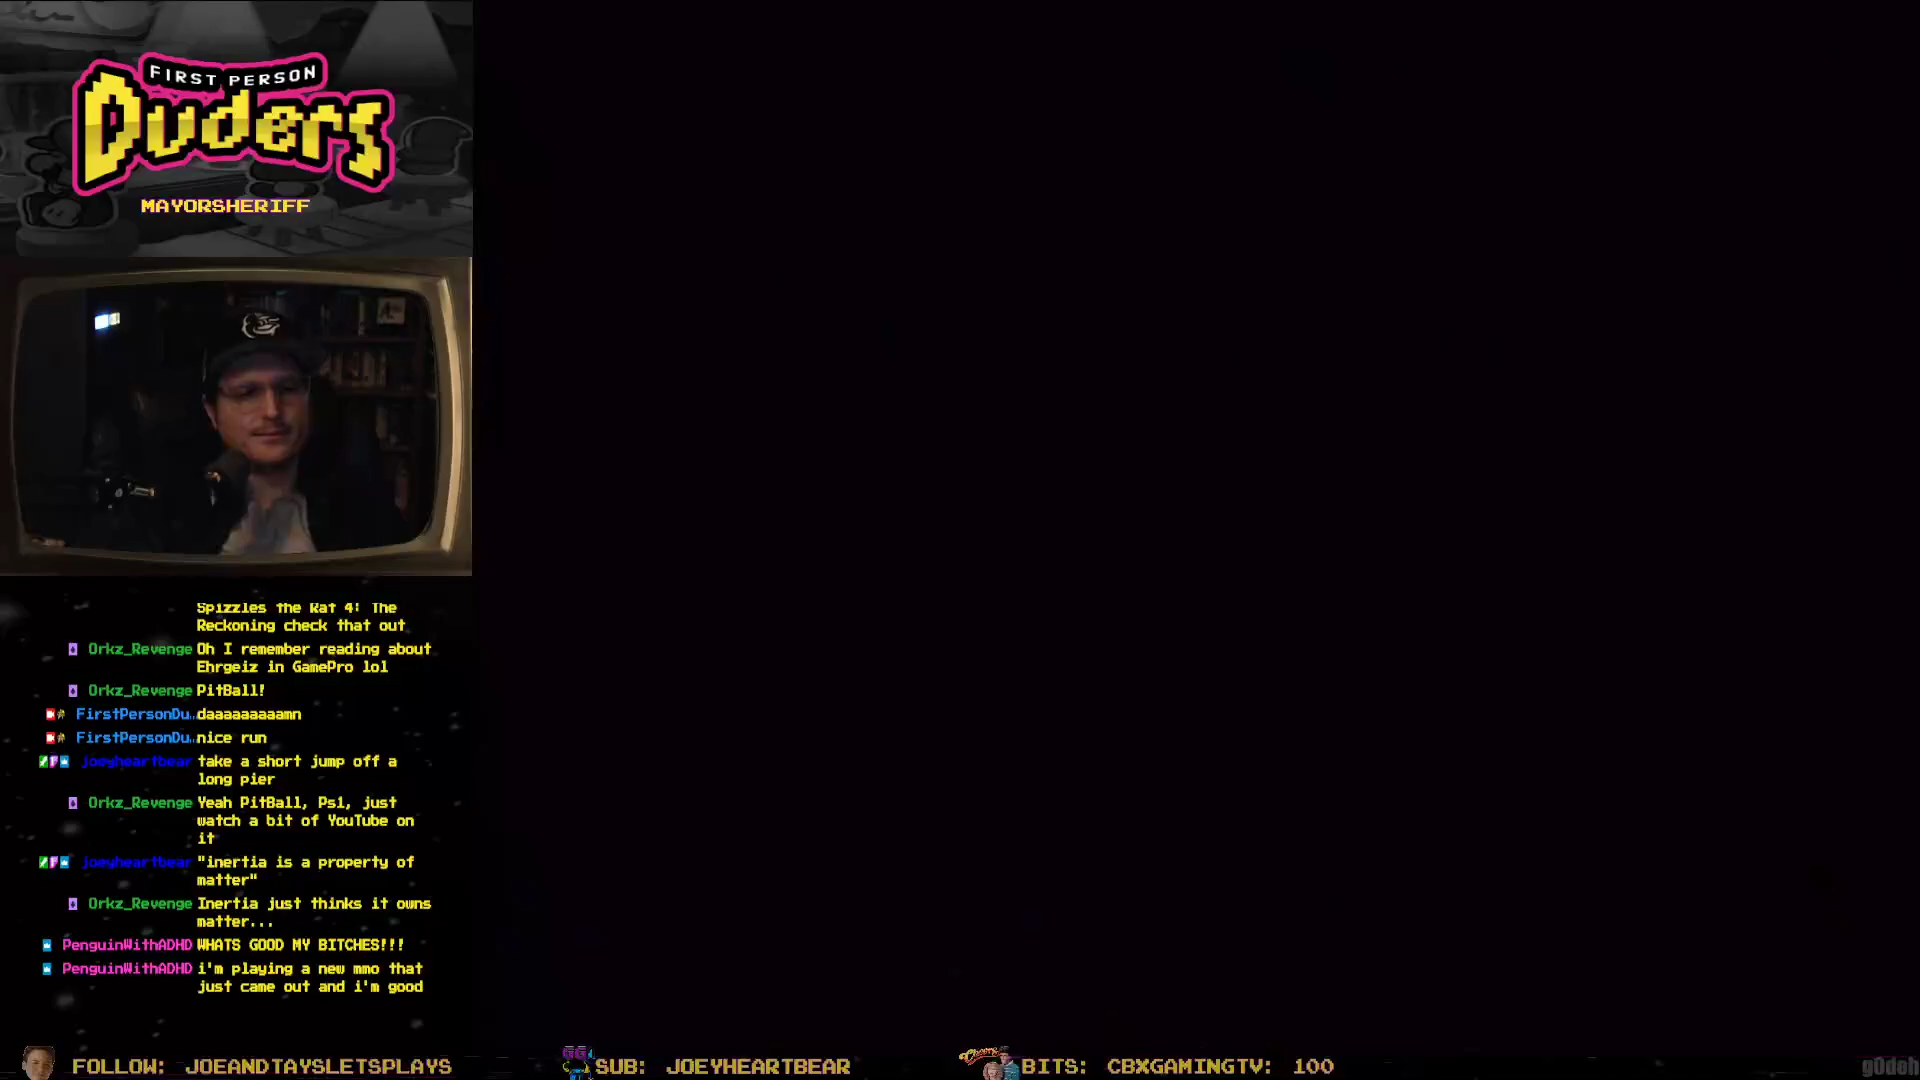 FIRST PERSON
Duders
MAYORSHERIFF
Spizzles the Rat 4: The
Reckoning check that out
Orkz_Revenge Oh I remember reading about
Ehrgeiz in GamePro lol
Orkz_Revenge PitBall!
FirstPersonDu.. daaaaaaaaamn
FirstPersonDu.. nice run
joeyheartbear take a short jump off a
long pier
Orkz_Revenge Yeah PitBall, Ps1, just
watch a bit of YouTube on
it
joeyheartbear "inertia is a property of
matter"
Orkz_Revenge Inertia just thinks it owns
matter...
PenguinWithADHD WHATS GOOD MY BITCHES!!!
PenguinWithADHD i'm playing a new mmo that
just came out and i'm good
FOLLOW: JOEANDTAYSLETSPLAYS SUB: JOEYHEARTBEAR Cheers BITS: CBXGAMINGTV: 100